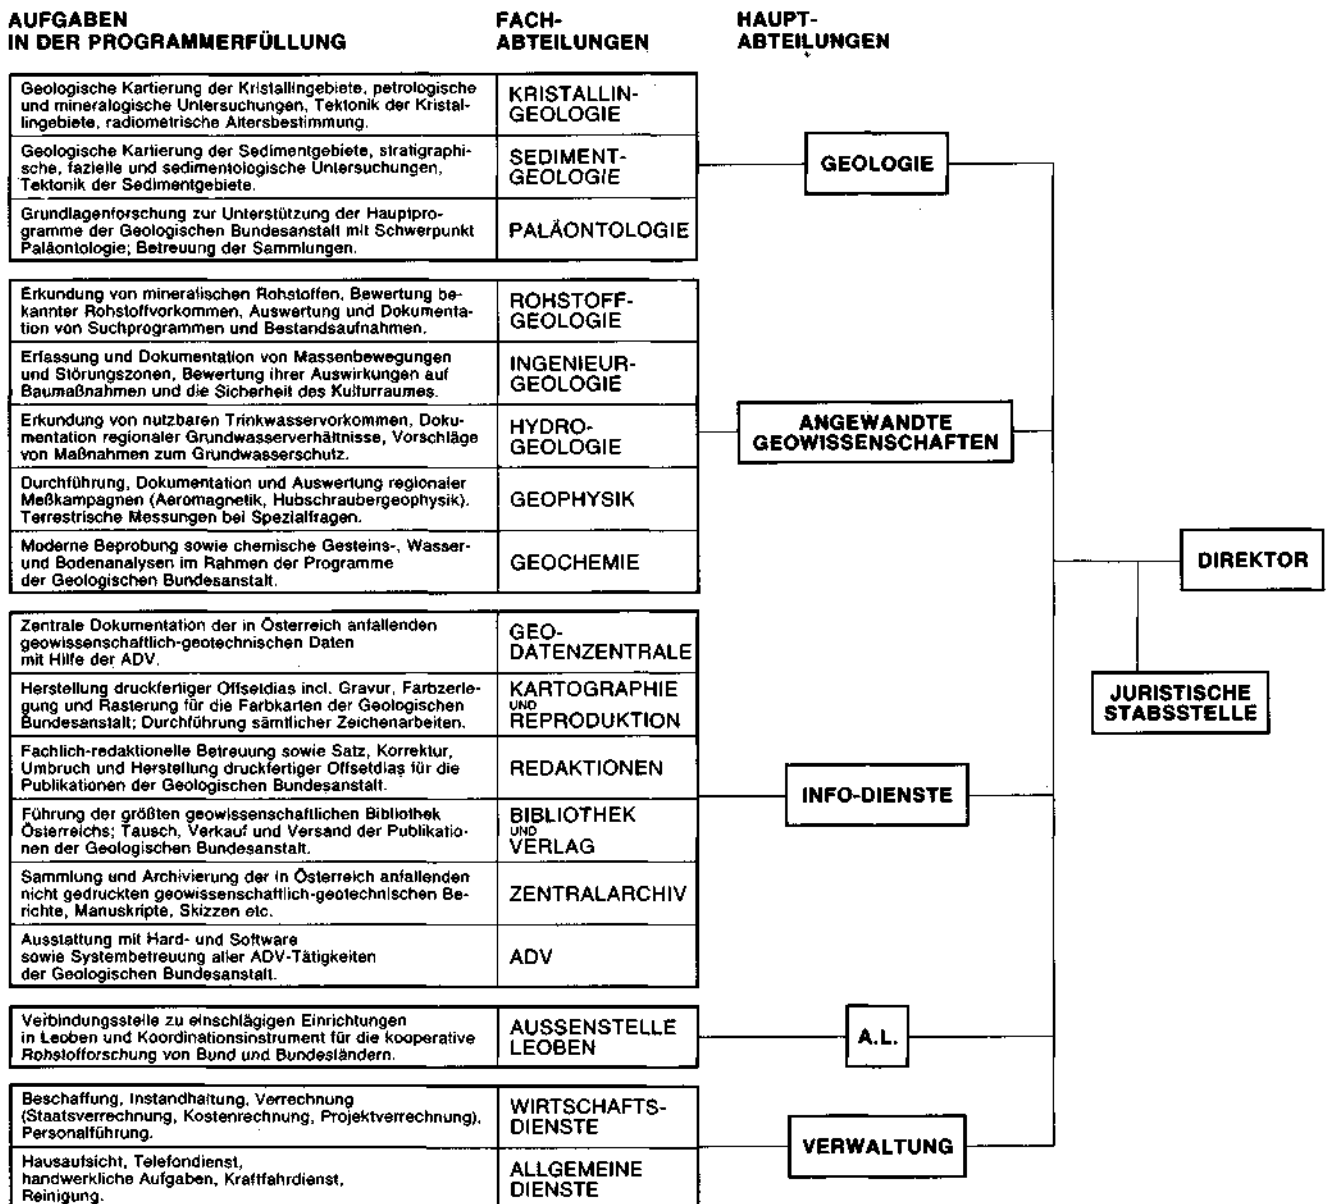 AUFGABEN
IN DER PROGRAMMERFÜLLUNG
FACH-
ABTEILUNGEN
HAUPT-
ABTEILUNGEN
Geologische Kartierung der Kristallingebiete, petrologische
und mineralogische Untersuchungen, Tektonik der Kristal-
lingebiete, radiometrische Altersbestimmung.
KRISTALLIN-
GEOLOGIE
Geologische Kartierung der Sedimentgebiete, stratigraphi-
sche, fazielle und sedimentologische Untersuchungen,
Tektonik der Sedimentgebiete.
SEDIMENT-
GEOLOGIE
Grundlagenforschung zur Unterstützung der Hauptpro-
gramme der Geologischen Bundesanstalt mit Schwerpunkt
Paläontologie; Betreuung der Sammlungen.
PALÄONTOLOGIE
GEOLOGIE
Erkundung von mineralischen Rohstoffen, Bewertung be-
kannter Rohstoffvorkommen, Auswertung und Dokumenta-
tion von Suchprogrammen und Bestandsaufnahmen.
ROHSTOFF-
GEOLOGIE
Erfassung und Dokumentation von Massenbewegungen
und Störungszonen, Bewertung ihrer Auswirkungen auf
Baumaßnahmen und die Sicherheit des Kulturraumes.
INGENIEUR-
GEOLOGIE
Erkundung von nutzbaren Trinkwasservorkommen, Doku-
mentation regionaler Grundwasserverhältnisse, Vorschläge
von Maßnahmen zum Grundwasserschutz.
HYDRO-
GEOLOGIE
Durchführung, Dokumentation und Auswertung regionaler
Meßkampagnen (Aeromagnetik, Hubschraubergeophysik).
Terrestrische Messungen bei Spezialfragen.
GEOPHYSIK
Moderne Beprobung sowie chemische Gesteins-, Wasser-
und Bodenanalysen im Rahmen der Programme
der Geologischen Bundesanstalt.
GEOCHEMIE
ANGEWANDTE
GEOWISSENSCHAFTEN
DIREKTOR
JURISTISCHE
STABSSTELLE
Zentrale Dokumentation der in Österreich anfallenden
geowissenschaftlich-geotechnischen Daten
mit Hilfe der ADV.
GEO-
DATENZENTRALE
Herstellung druckfertiger Offsetdias incl. Gravur, Farbzerle-
gung und Rasterung für die Farbkarten der Geologischen
Bundesanstalt; Durchführung sämtlicher Zeichenarbeiten.
KARTOGRAPHIE
UND
REPRODUKTION
Fachlich-redaktionelle Betreuung sowie Satz, Korrektur,
Umbruch und Herstellung druckfertiger Offsetdias für die
Publikationen der Geologischen Bundesanstalt.
REDAKTIONEN
Führung der größten geowissenschaftlichen Bibliothek
Österreichs; Tausch, Verkauf und Versand der Publikatio-
nen der Geologischen Bundesanstalt.
BIBLIOTHEK
UND
VERLAG
Sammlung und Archivierung der in Österreich anfallenden
nicht gedruckten geowissenschaftlich-geotechnischen Be-
richte, Manuskripte, Skizzen etc.
ZENTRALARCHIV
Ausstattung mit Hard- und Software
sowie Systembetreuung aller ADV-Tätigkeiten
der Geologischen Bundesanstalt.
ADV
INFO-DIENSTE
Verbindungsstelle zu einschlägigen Einrichtungen
in Leoben und Koordinationsinstrument für die kooperative
Rohstofforschung von Bund und Bundesländern.
AUSSENSTELLE
LEOBEN
A.L.
Beschaffung, Instandhaltung, Verrechnung
(Staatsverrechnung, Kostenrechnung, Projektverrechnung),
Personalführung.
WIRTSCHAFTS-
DIENSTE
Hausaufsicht, Telefondienst,
handwerkliche Aufgaben, Kraftfahrdienst,
Reinigung.
ALLGEMEINE
DIENSTE
VERWALTUNG